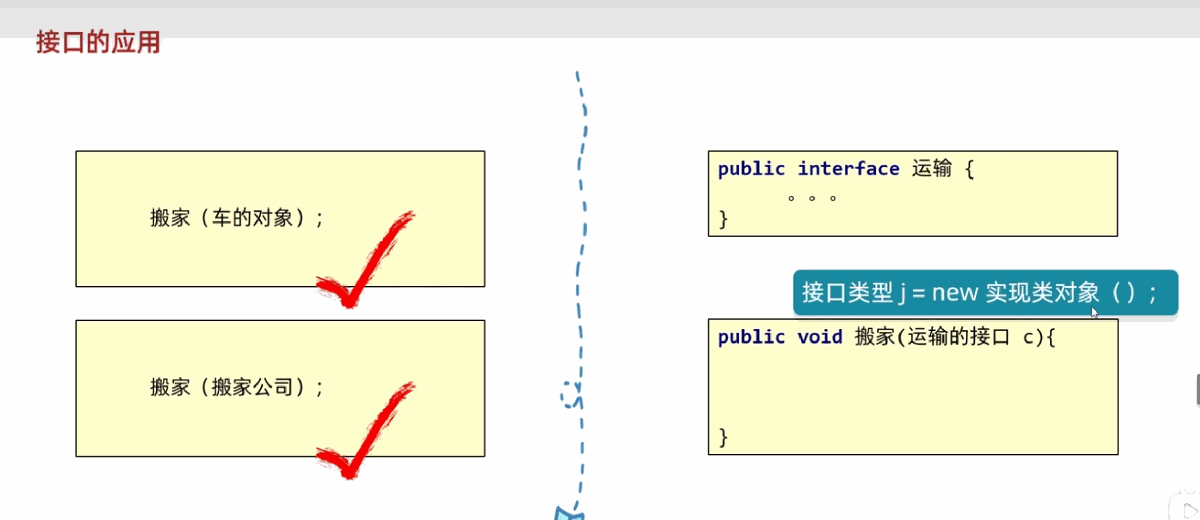 接口的应用
搬家（车的对象）；
搬家（搬家公司）；
public interface 运输 {
。。。
}
接口类型 j = new 实现类对象（）；
public void 搬家(运输的接口 c){
}